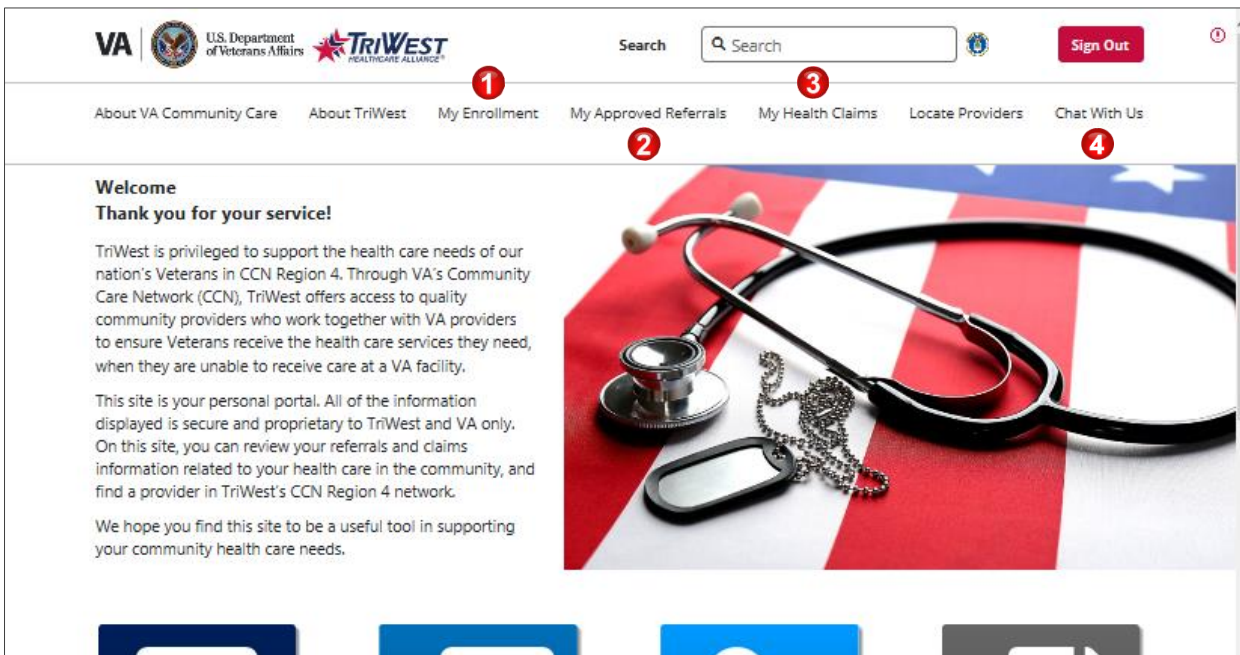 VA
U.S. Department
of Veterans Affairs
TRIWEST
HEALTHCARE ALLIANCE
Search
Search
Sign Out
1
3
About VA Community Care
About TriWest
My Enrollment
My Approved Referrals
My Health Claims
Locate Providers
Chat With Us
2
4
Welcome
Thank you for your service!
TriWest is privileged to support the health care needs of our
nation's Veterans in CCN Region 4. Through VA's Community
Care Network (CCN), TriWest offers access to quality
community providers who work together with VA providers
to ensure Veterans receive the health care services they need,
when they are unable to receive care at a VA facility.
This site is your personal portal. All of the information
displayed is secure and proprietary to TriWest and VA only.
On this site, you can review your referrals and claims
information related to your health care in the community, and
find a provider in TriWest's CCN Region 4 network.
We hope you find this site to be a useful tool in supporting
your community health care needs.